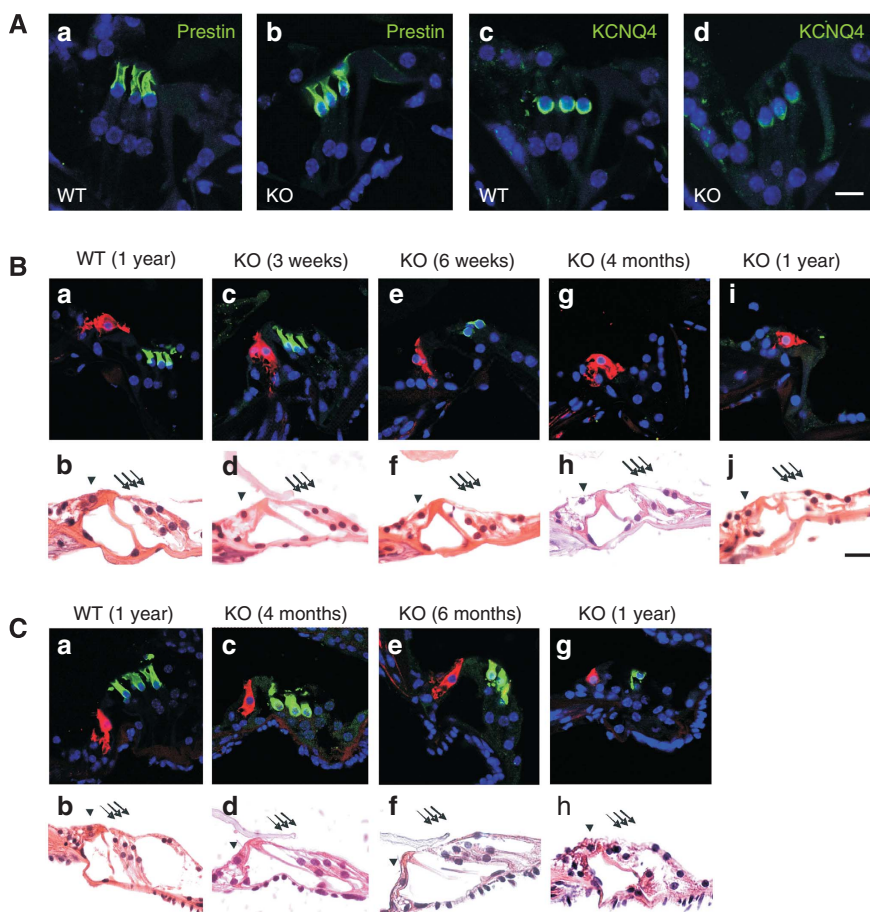 A
a Prestin
b Prestin
c KCNQ4
d KCNQ4
WT
KO
WT
KO
B
WT (1 year)
KO (3 weeks)
KO (6 weeks)
KO (4 months)
KO (1 year)
a
c
e
g
i
b
d
f
h
j
C
WT (1 year)
KO (4 months)
KO (6 months)
KO (1 year)
a
c
e
g
b
d
f
h